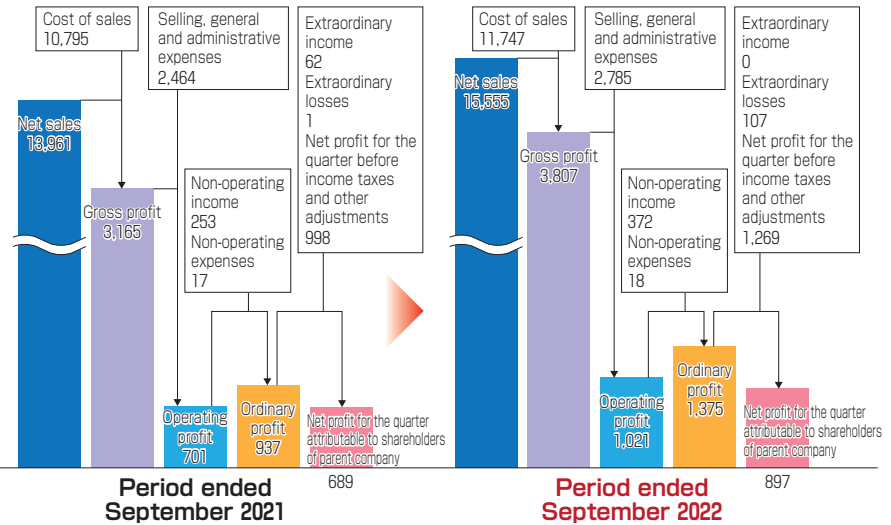 Cost of sales
10,795
Selling, general
and administrative
expenses
2,464
Extraordinary
income
62
Extraordinary
losses
1
Net profit for the
quarter before
income taxes
and other
adjustments
998
Net sales
13,961
Gross profit
3,165
Non-operating
income
253
Non-operating
expenses
17
Operating
profit
701
Ordinary
profit
937
Net profit for the quarter
attributable to shareholders
of parent company
689
Period ended
September 2021
Cost of sales
11,747
Selling, general
and administrative
expenses
2,785
Extraordinary
income
0
Extraordinary
losses
107
Net profit for the
quarter before
income taxes
and other
adjustments
1,269
Net sales
15,555
Gross profit
3,807
Non-operating
income
372
Non-operating
expenses
18
Operating
profit
1,021
Ordinary
profit
1,375
Net profit for the quarter
attributable to shareholders
of parent company
897
Period ended
September 2022